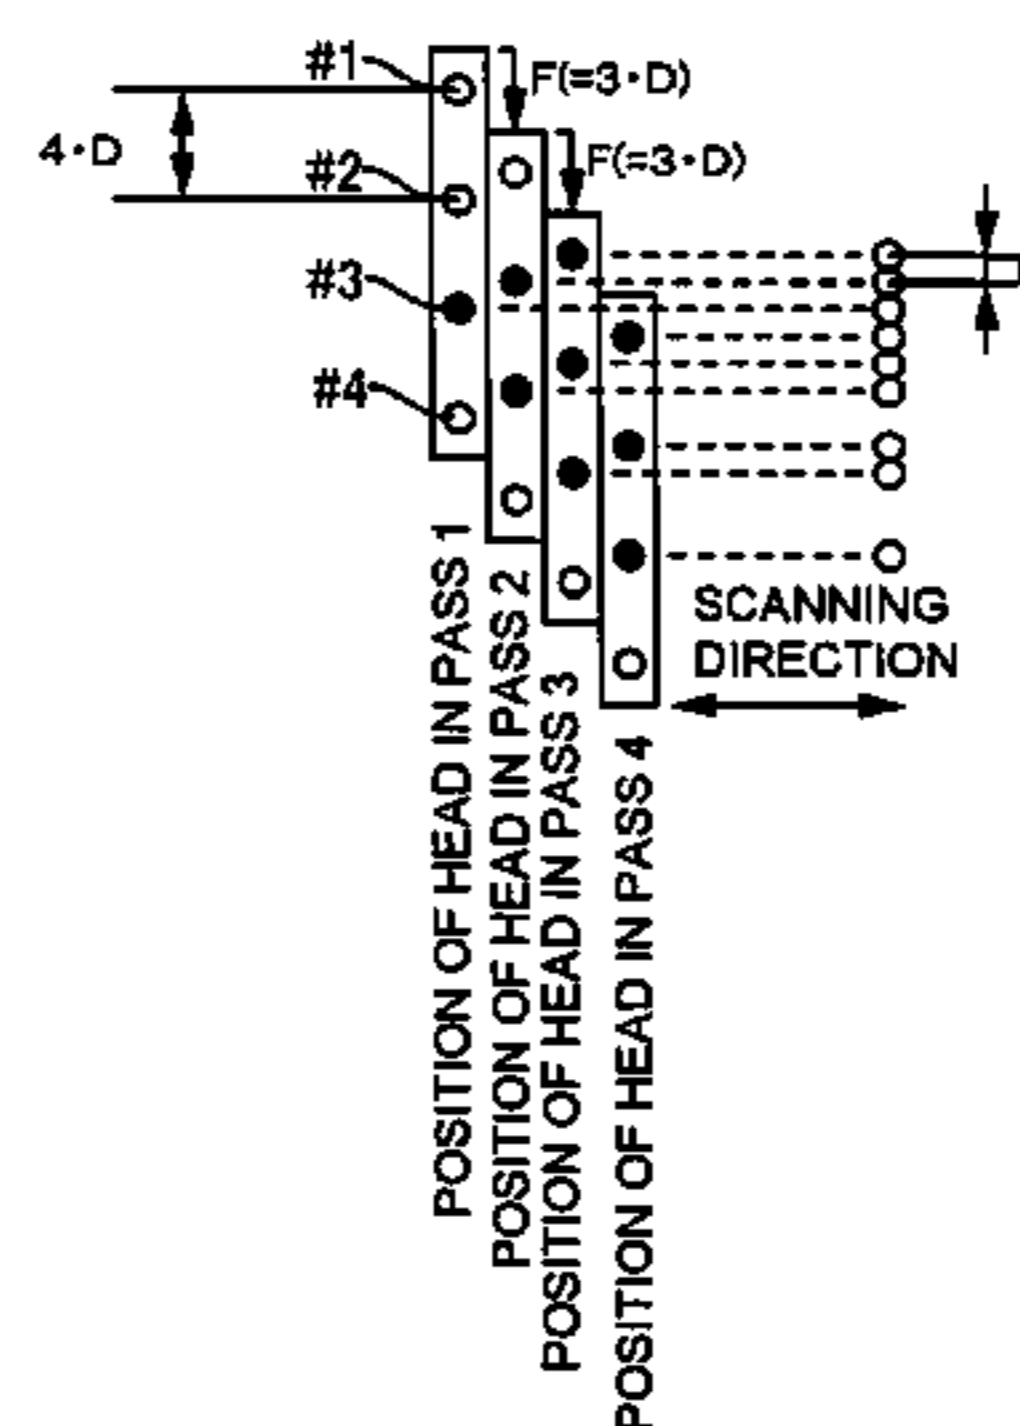 #1
F(=3·D)
4·D
#2
F(=3·D)
#3
#4
SCANNING
DIRECTION
POSITION OF HEAD IN PASS 1
POSITION OF HEAD IN PASS 2
POSITION OF HEAD IN PASS 3
POSITION OF HEAD IN PASS 4